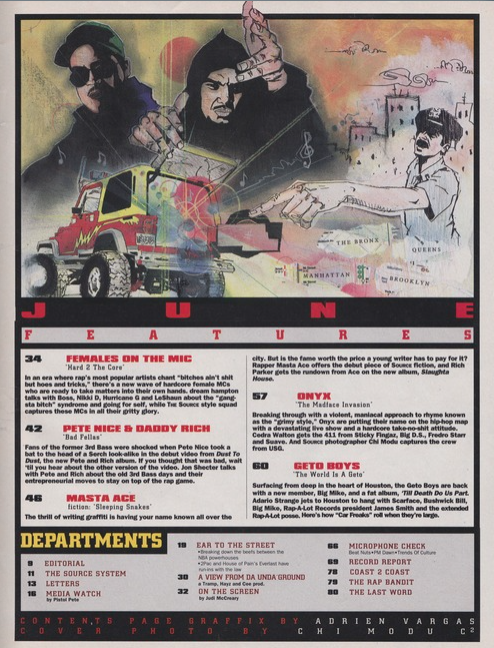 THE BRONX
QUEENS
MANHATTAN
BROOKLYN
JUNE
FEATURES
34 FEMALES ON THE MIC
'Hard 2 The Core'
In an era where rap's most popular artists chant "bitches ain't shit
but hoes and tricks," there's a new wave of hardcore female MCs
who are ready to take matters into their own hands. dream hampton
talks with Boss, Nikki D, Hurricane G and LeShaun about the "gang-
sta bitch" syndrome and going for self, while THE SOURCE style squad
captures these MCs in all their gritty glory.
42 PETE NICE & DADDY RICH
'Bad Fellas'
Fans of the former 3rd Bass were shocked when Pete Nice took a
bat to the head of a Serch look-alike in the debut video from Dust To
Dust, the new Pete and Rich album. If you thought that was bad, wait
'til you hear about the other version of the video. Jon Shecter talks
with Pete and Rich about the old 3rd Bass days and their
entrepreneurial moves to stay on top of the rap game.
46 MASTA ACE
fiction: 'Sleeping Snakes'
The thrill of writing graffiti is having your name known all over the
city. But is the fame worth the price a young writer has to pay for it?
Rapper Masta Ace offers the debut piece of SOURCE fiction, and Rich
Parker gets the rundown from Ace on the new album, Slaughta
House.
57 ONYX
'The Madface Invasion'
Breaking through with a violent, maniacal approach to rhyme known
as the "grimy style," Onyx are putting their name on the hip-hop map
with a devastating live show and a hardcore take-no-shit attitude.
Cedra Walton gets the 411 from Sticky Fingaz, Big D.S., Fredro Starr
and Suave. And SOURCE photographer Chi Modu captures the crew
from USG.
60 GETO BOYS
'The World Is A Geto'
Surfacing from deep in the heart of Houston, the Geto Boys are back
with a new member, Big Mike, and a fat album, 'Till Death Do Us Part.
Adario Strange jets to Houston to hang with Scarface, Bushwick Bill,
Big Mike, Rap-A-Lot Records president James Smith and the extended
Rap-A-Lot posse. Here's how "Car Freaks" roll when they're large.
DEPARTMENTS
9 EDITORIAL
11 THE SOURCE SYSTEM
13 LETTERS
16 MEDIA WATCH
by Pistol Pete
19 EAR TO THE STREET
•Breaking down the beefs between the
NBA powerhouses
•2Pac and House of Pain's Everlast have
run-ins with the law
30 A VIEW FROM DA UNDA GROUND
a Tramp, Hayz and Cee prod.
32 ON THE SCREEN
by Judi McCreary
66 MICROPHONE CHECK
Beat Nuts•FM Dawn•Trends Of Culture
69 RECORD REPORT
78 COAST 2 COAST
79 THE RAP BANDIT
80 THE LAST WORD
CONTENTS PAGE GRAFFIX BY ADRIEN VARGAS
COVER PHOTO BY CHI MODU C²